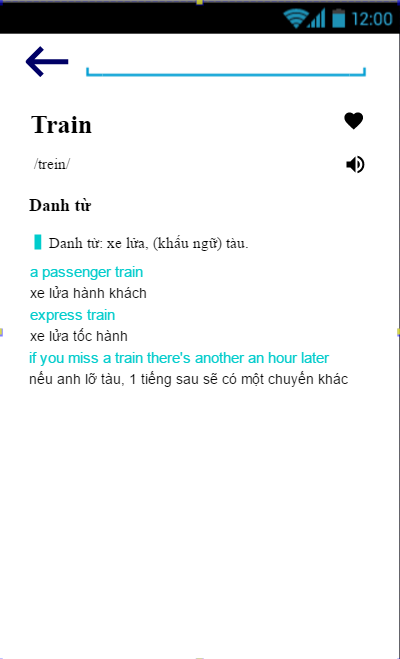 12:00
Train
/trein/
Danh từ
Danh từ: xe lửa, (khẩu ngữ) tàu.
a passenger train
xe lửa hành khách
express train
xe lửa tốc hành
if you miss a train there's another an hour later
nếu anh lỡ tàu, 1 tiếng sau sẽ có một chuyến khác